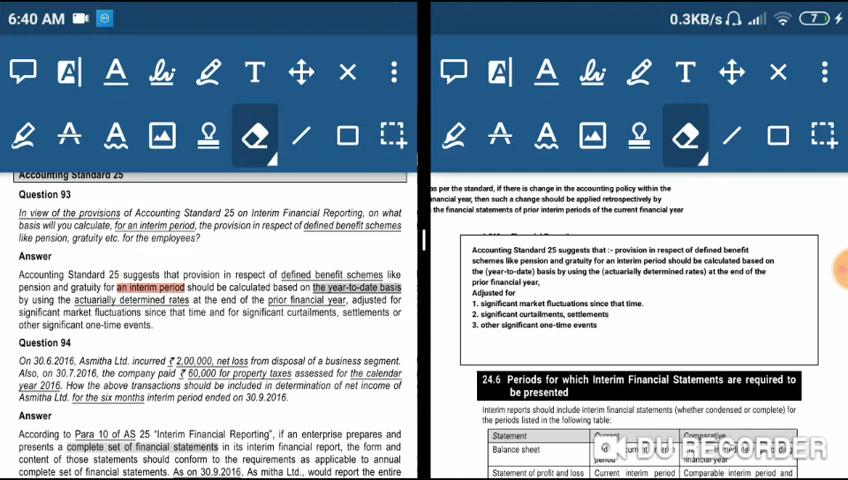 6:40 AM
0.3KB/s
7
Accounting Standard 25
Question 93
In view of the provisions of Accounting Standard 25 on Interim Financial Reporting, on what
basis will you calculate, for an interim period, the provision in respect of defined benefit schemes
like pension, gratuity etc. for the employees?
Answer
Accounting Standard 25 suggests that provision in respect of defined benefit schemes like
pension and gratuity for an interim period should be calculated based on the year-to-date basis
by using the actuarially determined rates at the end of the prior financial year, adjusted for
significant market fluctuations since that time and for significant curtailments, settlements or
other significant one-time events.
Question 94
On 30.6.2016, Asmitha Ltd. incurred ₹ 2,00,000, net loss from disposal of a business segment.
Also, on 30.7.2016, the company paid ₹ 60,000 for property taxes assessed for the calendar
year 2016. How the above transactions should be included in determination of net income of
Asmitha Ltd. for the six months interim period ended on 30.9.2016.
Answer
According to Para 10 of AS 25 "Interim Financial Reporting", if an enterprise prepares and
presents a complete set of financial statements in its interim financial report, the form and
content of those statements should conform to the requirements as applicable to annual
complete set of financial statements. As on 30.9.2016, As mitha Ltd., would report the entire
as per the standard, if there is change in the accounting policy within the
inancial year, then such a change should be applied retrospectively by
the financial statements of prior interim periods of the current financial year
Accounting Standard 25 suggests that :- provision in respect of defined benefit
schemes like pension and gratuity for an interim period should be calculated based on
the (year-to-date) basis by using the (actuarially determined rates) at the end of the
prior financial year,
Adjusted for
1. significant market fluctuations since that time.
2. significant curtailments, settlements
3. other significant one-time events
24.6 Periods for which Interim Financial Statements are required to
be presented
Interim reports should include interim financial statements (whether condensed or complete) for
the periods listed in the following table:
Statement Current Comparative
Balance sheet
Statement of profit and loss Current interim period Comparable interim period and
DU RECORDER